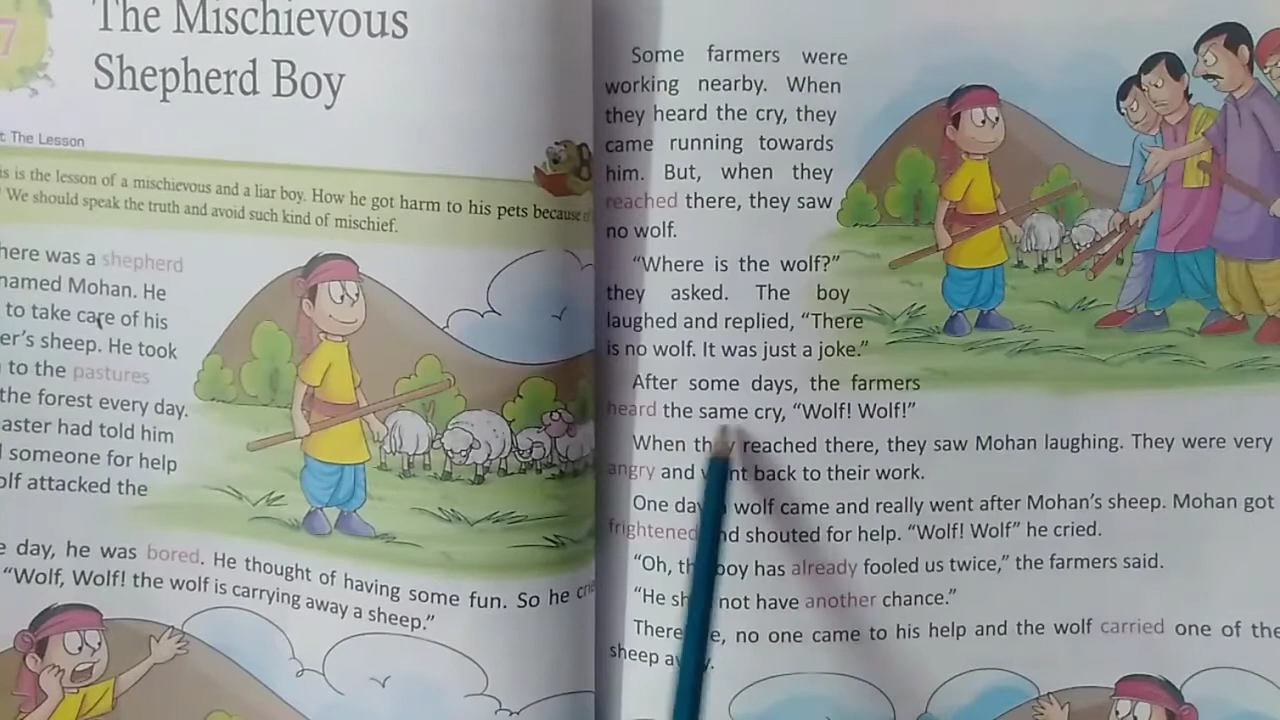 7
The Mischievous
Shepherd Boy
The Lesson
is is the lesson of a mischievous and a liar boy. How he got harm to his pets because
We should speak the truth and avoid such kind of mischief.
here was a shepherd
named Mohan. He
to take care of his
er's sheep. He took
to the pastures
the forest every day.
aster had told him
someone for help
olf attacked the
e day, he was bored. He thought of having some fun. So he
"Wolf, Wolf! the wolf is carrying away a sheep."
Some farmers were
working nearby. When
they heard the cry, they
came running towards
him. But, when they
reached there, they saw
no wolf.
"Where is the wolf?"
they asked. The boy
laughed and replied, "There
is no wolf. It was just a joke."
After some days, the farmers
heard the same cry, "Wolf! Wolf!"
When they reached there, they saw Mohan laughing. They were very
angry and went back to their work.
One day wolf came and really went after Mohan's sheep. Mohan got
frightened and shouted for help. "Wolf! Wolf" he cried.
"Oh, boy has already fooled us twice," the farmers said.
"He not have another chance."
no one came to his help and the wolf carried one of the
sheep